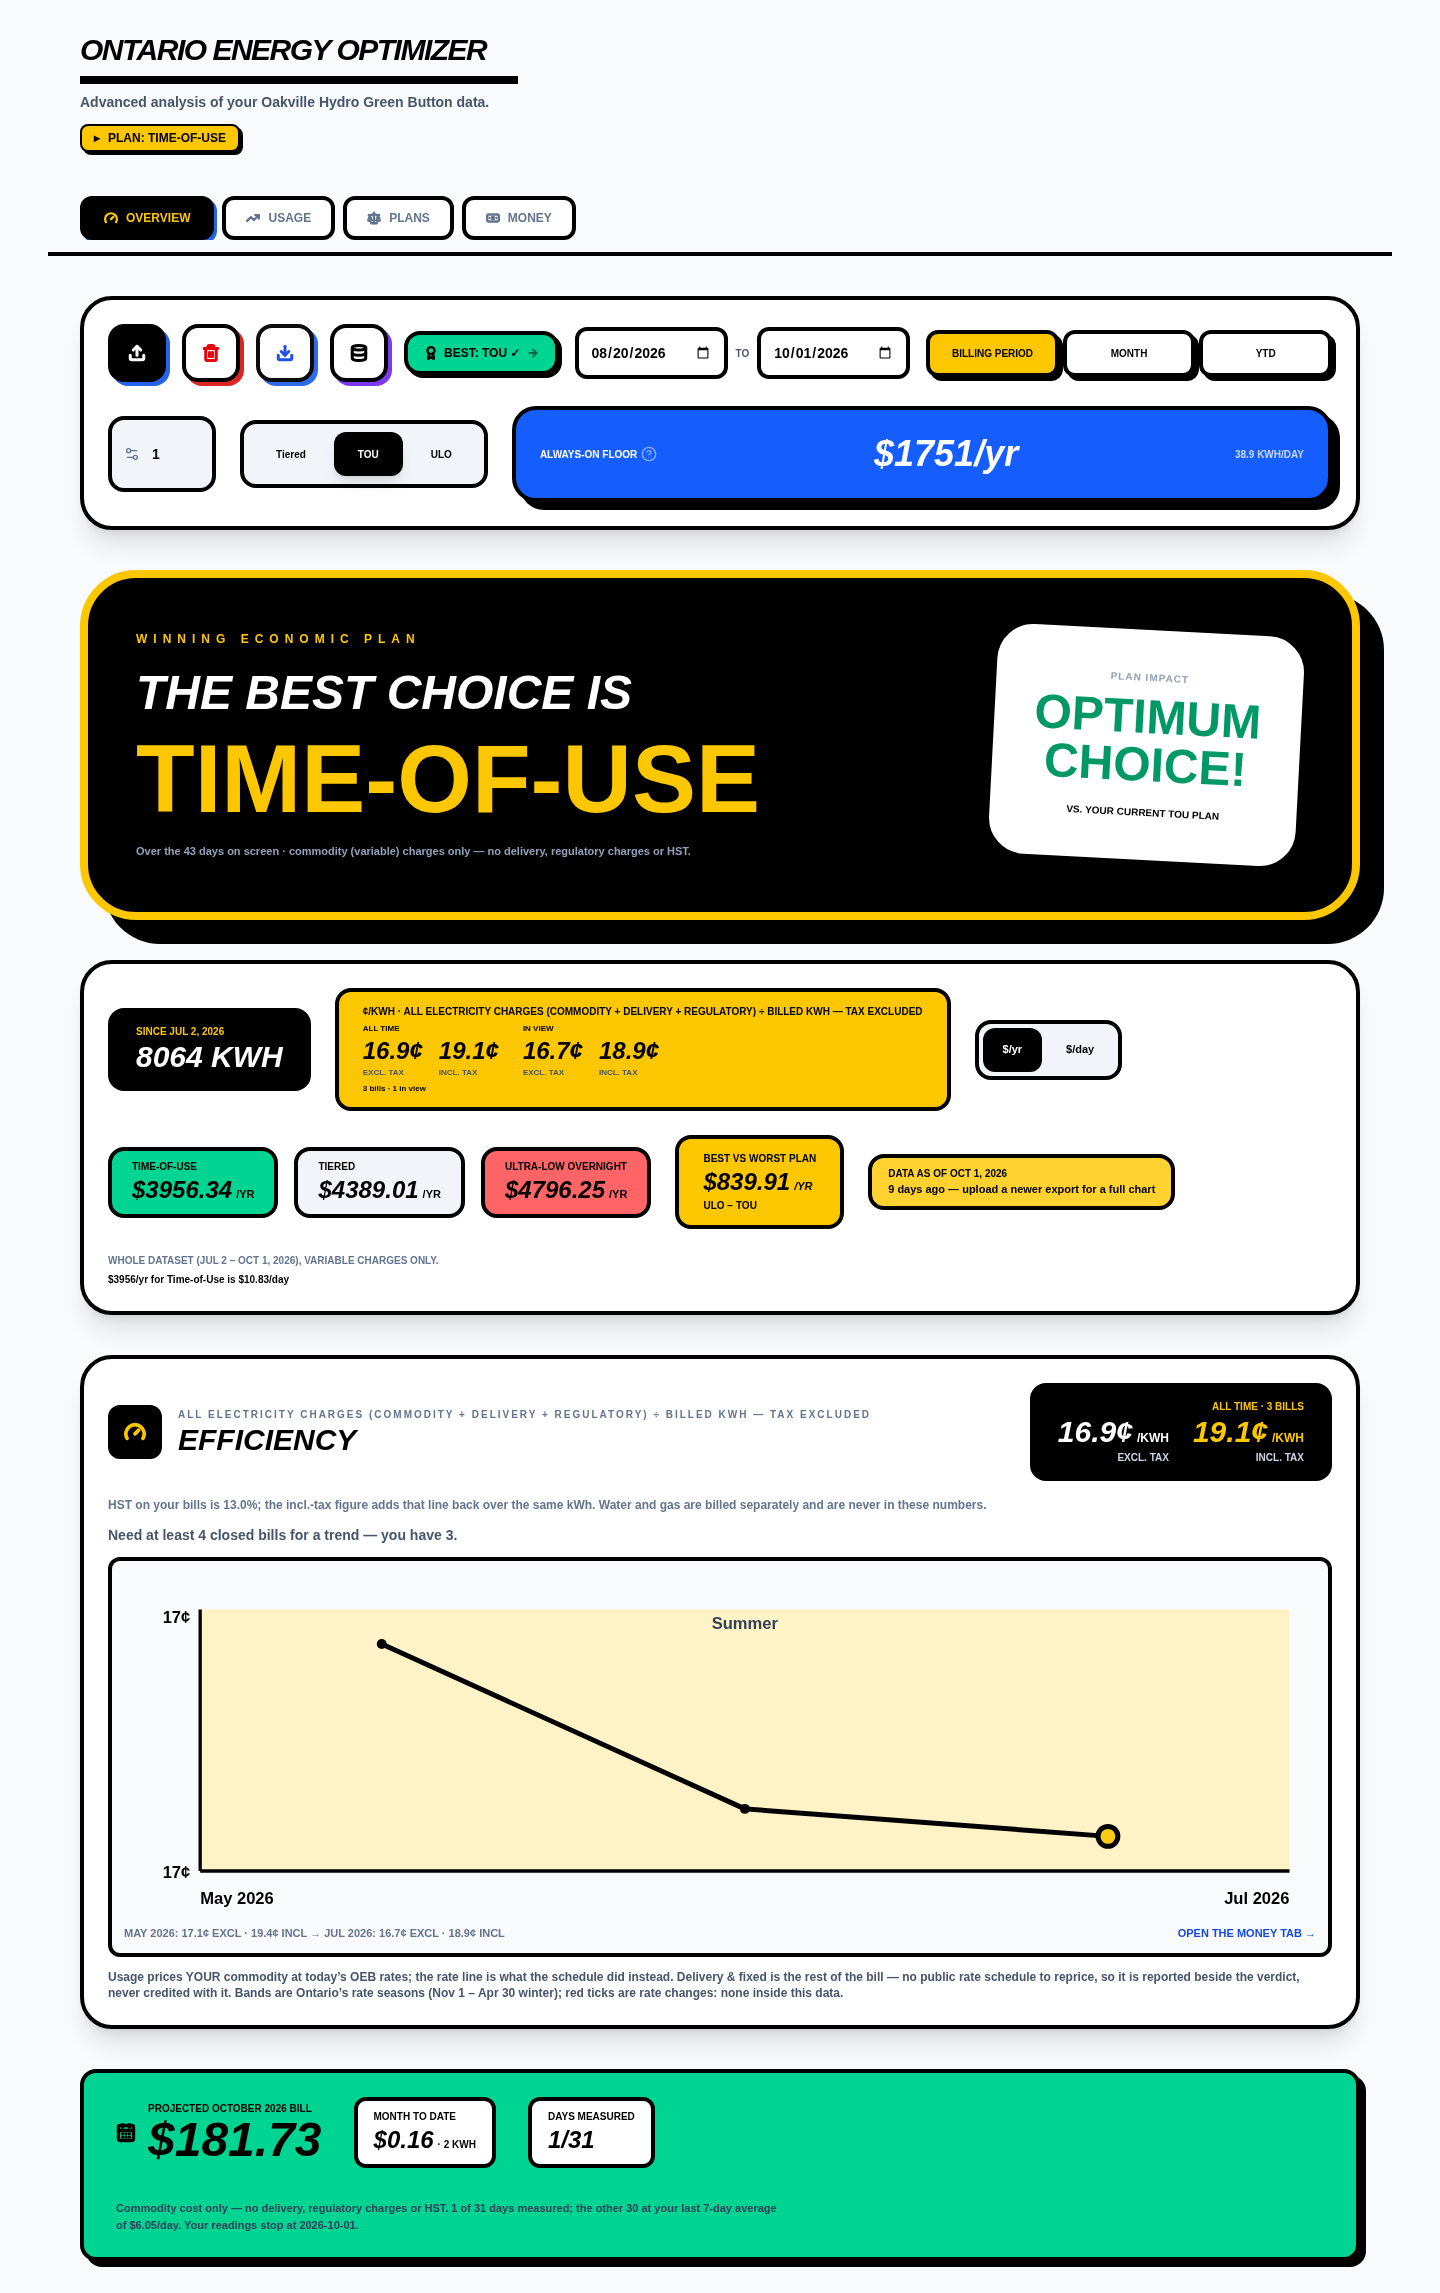 ONTARIO ENERGY OPTIMIZER
Advanced analysis of your Oakville Hydro Green Button data.
▸ PLAN: TIME-OF-USE
OVERVIEW
USAGE
PLANS
MONEY
BEST: TOU ✓ →
08/20/2026
TO
10/01/2026
BILLING PERIOD
MONTH
YTD
1
Tiered
TOU
ULO
ALWAYS-ON FLOOR ?
$1751/yr
38.9 KWH/DAY
WINNING ECONOMIC PLAN
THE BEST CHOICE IS
TIME-OF-USE
Over the 43 days on screen · commodity (variable) charges only — no delivery, regulatory charges or HST.
PLAN IMPACT
OPTIMUM
CHOICE!
VS. YOUR CURRENT TOU PLAN
SINCE JUL 2, 2026
8064 KWH
¢/KWH · ALL ELECTRICITY CHARGES (COMMODITY + DELIVERY + REGULATORY) ÷ BILLED KWH — TAX EXCLUDED
ALL TIME
IN VIEW
16.9¢ 19.1¢ 16.7¢ 18.9¢
EXCL. TAX INCL. TAX EXCL. TAX INCL. TAX
3 bills · 1 in view
$/yr
$/day
TIME-OF-USE
$3956.34 /YR
TIERED
$4389.01 /YR
ULTRA-LOW OVERNIGHT
$4796.25 /YR
BEST VS WORST PLAN
$839.91 /YR
ULO – TOU
DATA AS OF OCT 1, 2026
9 days ago — upload a newer export for a full chart
WHOLE DATASET (JUL 2 – OCT 1, 2026), VARIABLE CHARGES ONLY.
$3956/yr for Time-of-Use is $10.83/day
ALL ELECTRICITY CHARGES (COMMODITY + DELIVERY + REGULATORY) ÷ BILLED KWH — TAX EXCLUDED
EFFICIENCY
ALL TIME · 3 BILLS
16.9¢ /KWH 19.1¢ /KWH
EXCL. TAX INCL. TAX
HST on your bills is 13.0%; the incl.-tax figure adds that line back over the same kWh. Water and gas are billed separately and are never in these numbers.
Need at least 4 closed bills for a trend — you have 3.
17¢
Summer
17¢
May 2026
Jul 2026
MAY 2026: 17.1¢ EXCL · 19.4¢ INCL → JUL 2026: 16.7¢ EXCL · 18.9¢ INCL
OPEN THE MONEY TAB →
Usage prices YOUR commodity at today’s OEB rates; the rate line is what the schedule did instead. Delivery & fixed is the rest of the bill — no public rate schedule to reprice, so it is reported beside the verdict,
never credited with it. Bands are Ontario’s rate seasons (Nov 1 – Apr 30 winter); red ticks are rate changes: none inside this data.
PROJECTED OCTOBER 2026 BILL
$181.73
MONTH TO DATE
$0.16 · 2 KWH
DAYS MEASURED
1/31
Commodity cost only — no delivery, regulatory charges or HST. 1 of 31 days measured; the other 30 at your last 7-day average
of $6.05/day. Your readings stop at 2026-10-01.